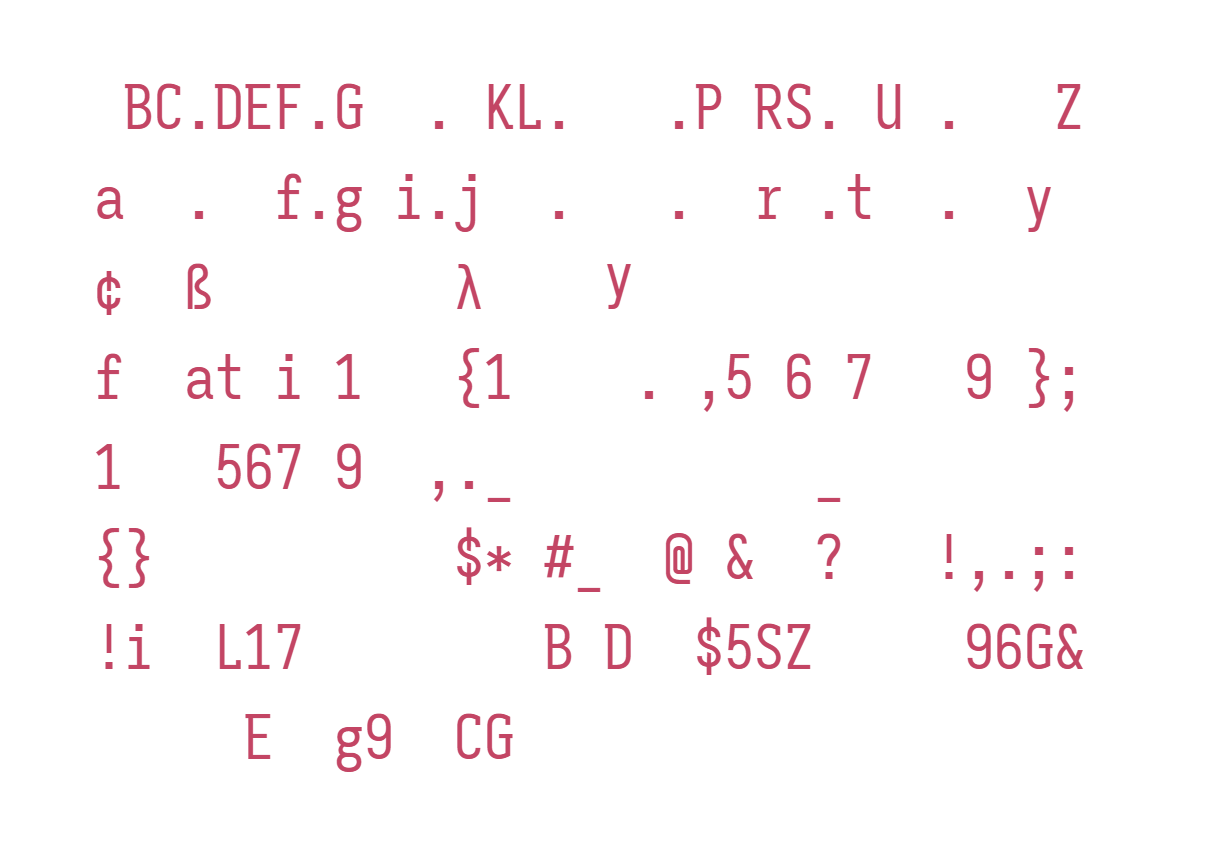 BC.DEF.G  . KL.   .P RS. U .   Z
a  .  f.g i.j  .   .  r .t  .  y
¢  ß        λ    y
f  at i 1   {1    . ,5 6 7   9 };
1   567 9  ,._          _
{}          $* #_  @ &  ?   !,.;:
!i  L17        B D  $5SZ     96G&
E  g9  CG